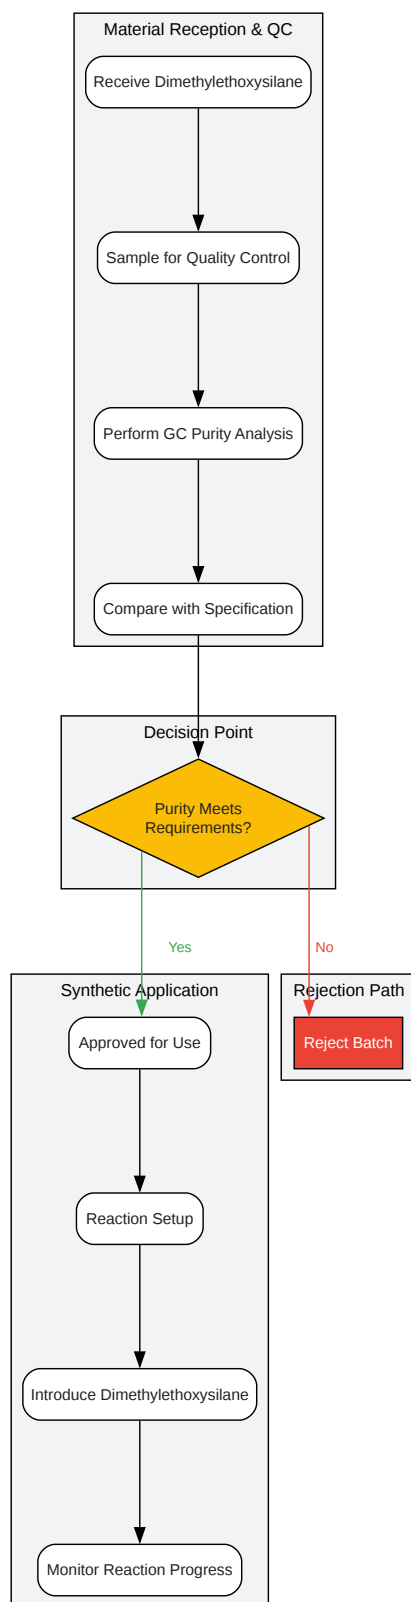 Material Reception & QC
Receive Dimethylethoxysilane
Sample for Quality Control
Perform GC Purity Analysis
Compare with Specification
Decision Point
Purity Meets
Requirements?
Yes
No
Synthetic Application
Rejection Path
Approved for Use
Reject Batch
Reaction Setup
Introduce Dimethylethoxysilane
Monitor Reaction Progress